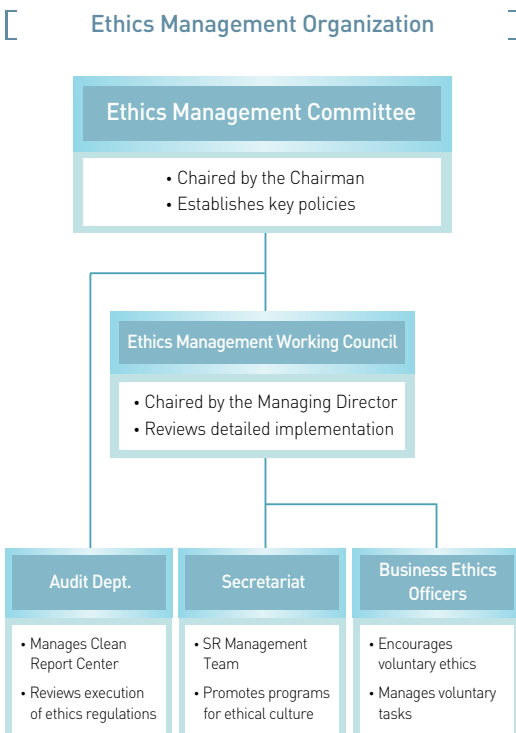 Ethics Management Organization
Ethics Management Committee
• Chaired by the Chairman
• Establishes key policies
Ethics Management Working Council
• Chaired by the Managing Director
• Reviews detailed implementation
Audit Dept.
• Manages Clean
Report Center
• Reviews execution
of ethics regulations
Secretariat
• SR Management
Team
• Promotes programs
for ethical culture
Business Ethics
Officers
• Encourages
voluntary ethics
• Manages voluntary
tasks